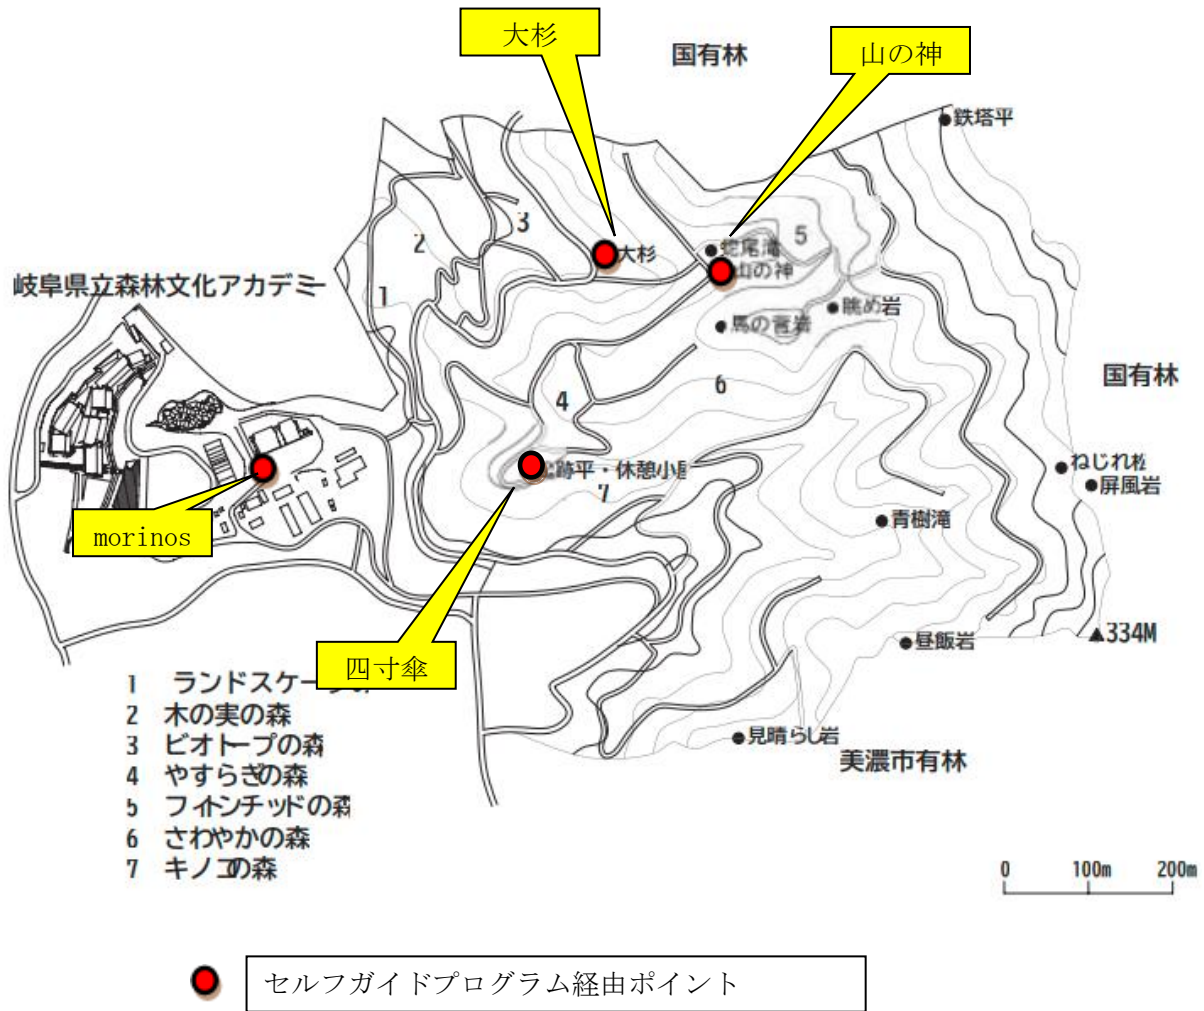 大杉
国有林
山の神
鉄塔平
3
2
5
大杉
蛇尾滝
山の神
岐阜県立森林文化アカデミー
1
眺め岩
馬の背岩
国有林
6
4
跡平・休憩小屋
7
ねじれ松
屏風岩
青樹滝
morinos
四寸傘
昼飯岩
▲334M
見晴らし岩
美濃市有林
1 ランドスケー
2 木の実の森
3 ビオトープの森
4 やすらぎの森
5 フィトンチッドの森
6 さわやかの森
7 キノコの森
0 100m 200m
セルフガイドプログラム経由ポイント